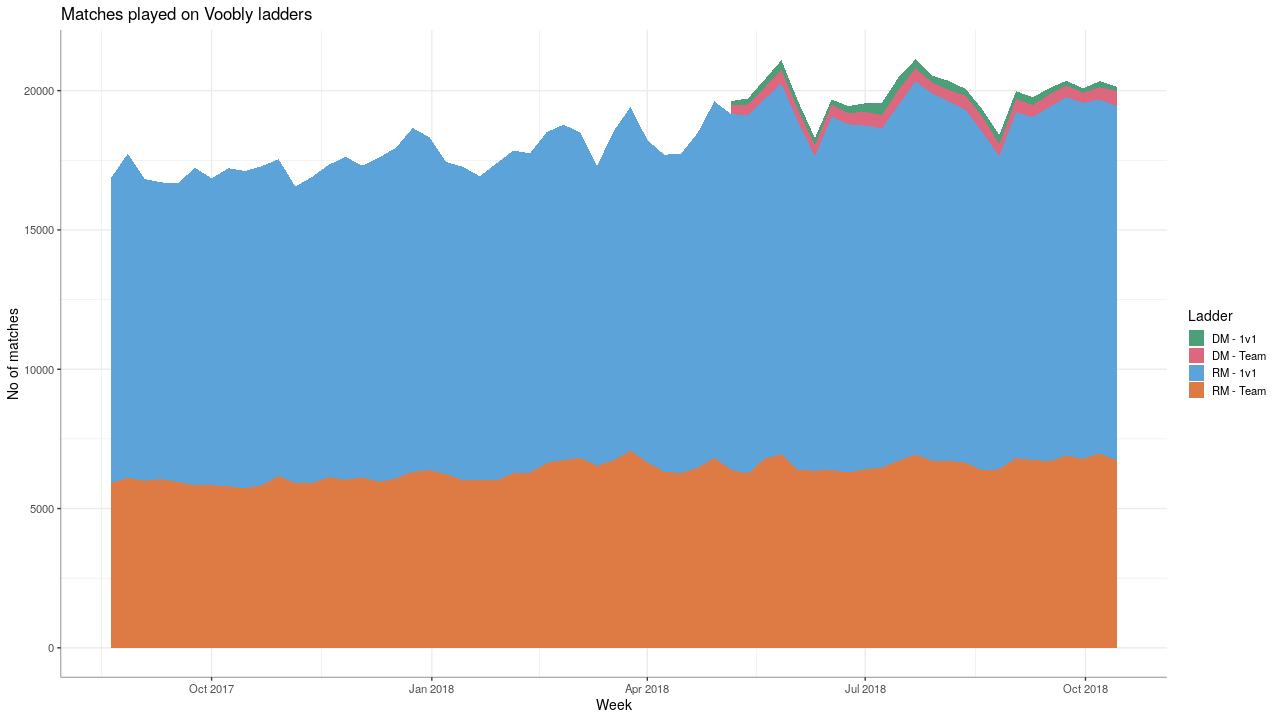 Matches played on Voobly ladders
No of matches
20000
15000
10000
5000
0
Oct 2017
Jan 2018
Apr 2018
Jul 2018
Oct 2018
Week
Ladder
DM - 1v1
DM - Team
RM - 1v1
RM - Team